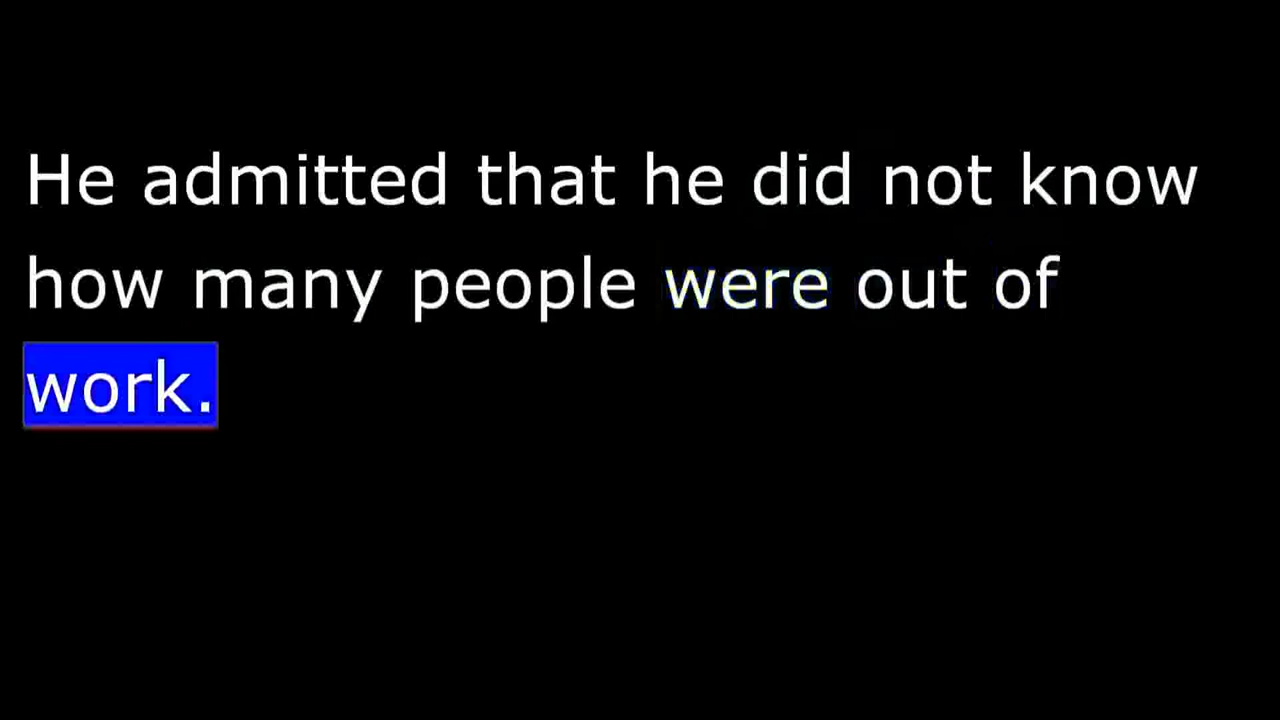 He admitted that he did not know
how many people were out of
work.